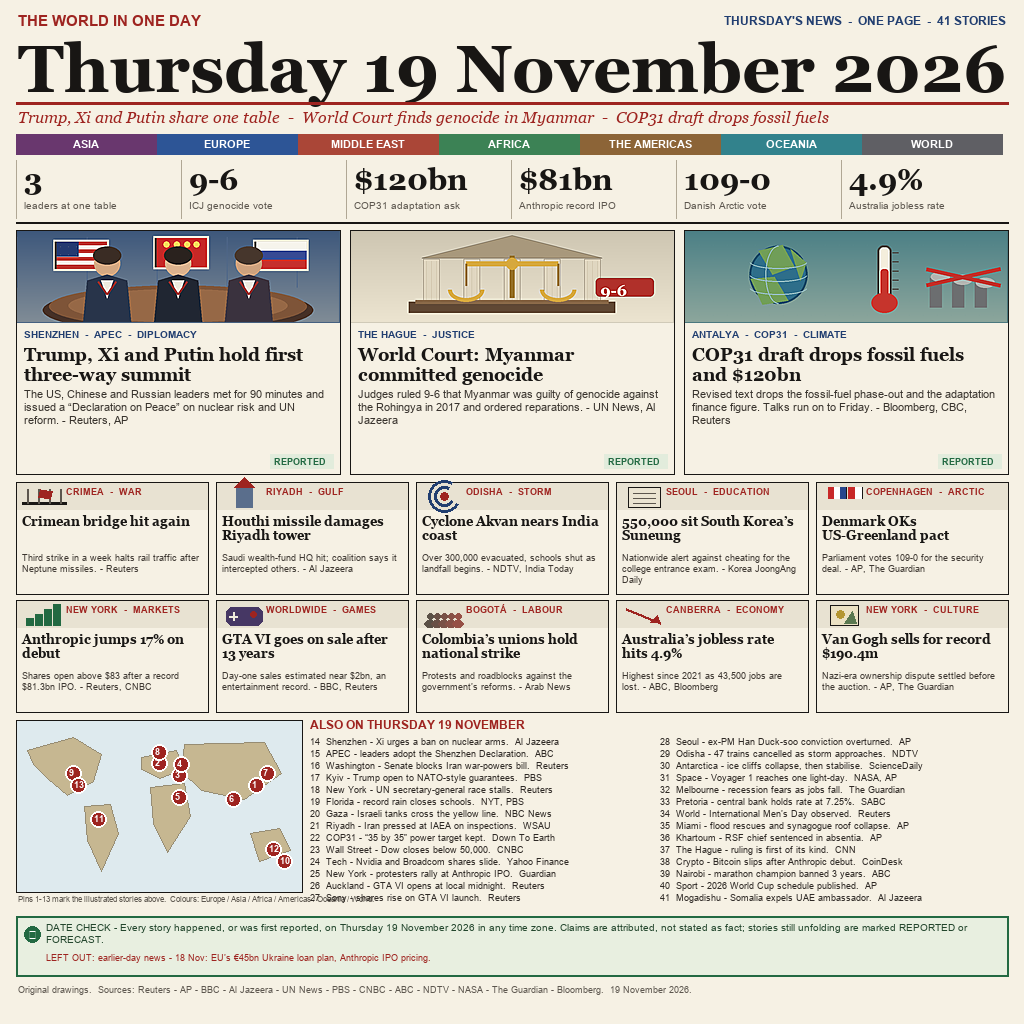 THE WORLD IN ONE DAY
THURSDAY'S NEWS - ONE PAGE - 41 STORIES
Thursday 19 November 2026
Trump, Xi and Putin share one table - World Court finds genocide in Myanmar - COP31 draft drops fossil fuels
ASIA
EUROPE
MIDDLE EAST
AFRICA
THE AMERICAS
OCEANIA
WORLD
3
leaders at one table
9-6
ICJ genocide vote
$120bn
COP31 adaptation ask
$81bn
Anthropic record IPO
109-0
Danish Arctic vote
4.9%
Australia jobless rate
SHENZHEN - APEC - DIPLOMACY
Trump, Xi and Putin hold first
three-way summit
The US, Chinese and Russian leaders met for 90 minutes and
issued a “Declaration on Peace” on nuclear risk and UN
reform. - Reuters, AP
REPORTED
9-6
THE HAGUE - JUSTICE
World Court: Myanmar
committed genocide
Judges ruled 9-6 that Myanmar was guilty of genocide against
the Rohingya in 2017 and ordered reparations. - UN News, Al
Jazeera
REPORTED
ANTALYA - COP31 - CLIMATE
COP31 draft drops fossil fuels
and $120bn
Revised text drops the fossil-fuel phase-out and the adaptation
finance figure. Talks run on to Friday. - Bloomberg, CBC,
Reuters
REPORTED
CRIMEA - WAR
Crimean bridge hit again
Third strike in a week halts rail traffic after
Neptune missiles. - Reuters
RIYADH - GULF
Houthi missile damages
Riyadh tower
Saudi wealth-fund HQ hit; coalition says it
intercepted others. - Al Jazeera
ODISHA - STORM
Cyclone Akvan nears India
coast
Over 300,000 evacuated, schools shut as
landfall begins. - NDTV, India Today
SEOUL - EDUCATION
550,000 sit South Korea’s
Suneung
Nationwide alert against cheating for the
college entrance exam. - Korea JoongAng
Daily
COPENHAGEN - ARCTIC
Denmark OKs
US-Greenland pact
Parliament votes 109-0 for the security
deal. - AP, The Guardian
NEW YORK - MARKETS
Anthropic jumps 17% on
debut
Shares open above $83 after a record
$81.3bn IPO. - Reuters, CNBC
WORLDWIDE - GAMES
GTA VI goes on sale after
13 years
Day-one sales estimated near $2bn, an
entertainment record. - BBC, Reuters
BOGOTÁ - LABOUR
Colombia’s unions hold
national strike
Protests and roadblocks against the
government’s reforms. - Arab News
CANBERRA - ECONOMY
Australia’s jobless rate
hits 4.9%
Highest since 2021 as 43,500 jobs are
lost. - ABC, Bloomberg
NEW YORK - CULTURE
Van Gogh sells for record
$190.4m
Nazi-era ownership dispute settled before
the auction. - AP, The Guardian
8
2
4
3
9
13
7
1
5
6
11
12
10
Pins 1-13 mark the illustrated stories above. Colours: Europe / Asia / Africa / Americas
ALSO ON THURSDAY 19 NOVEMBER
14 Shenzhen - Xi urges a ban on nuclear arms. Al Jazeera
15 APEC - leaders adopt the Shenzhen Declaration. ABC
16 Washington - Senate blocks Iran war-powers bill. Reuters
17 Kyiv - Trump open to NATO-style guarantees. PBS
18 New York - UN secretary-general race stalls. Reuters
19 Florida - record rain closes schools. NYT, PBS
20 Gaza - Israeli tanks cross the yellow line. NBC News
21 Riyadh - Iran pressed at IAEA on inspections. WSAU
22 COP31 - “35 by 35” power target kept. Down To Earth
23 Wall Street - Dow closes below 50,000. CNBC
24 Tech - Nvidia and Broadcom shares slide. Yahoo Finance
25 New York - protesters rally at Anthropic IPO. Guardian
26 Auckland - GTA VI opens at local midnight. Reuters
27 Sony - shares rise on GTA VI launch. Reuters
28 Seoul - ex-PM Han Duck-soo conviction overturned. AP
29 Odisha - 47 trains cancelled as storm approaches. NDTV
30 Antarctica - ice cliffs collapse, then stabilise. ScienceDaily
31 Space - Voyager 1 reaches one light-day. NASA, AP
32 Melbourne - recession fears as jobs fall. The Guardian
33 Pretoria - central bank holds rate at 7.25%. SABC
34 World - International Men’s Day observed. Reuters
35 Miami - flood rescues and synagogue roof collapse. AP
36 Khartoum - RSF chief sentenced in absentia. AP
37 The Hague - ruling is first of its kind. CNN
38 Crypto - Bitcoin slips after Anthropic debut. CoinDesk
39 Nairobi - marathon champion banned 3 years. ABC
40 Sport - 2026 World Cup schedule published. AP
41 Mogadishu - Somalia expels UAE ambassador. Al Jazeera
DATE CHECK - Every story happened, or was first reported, on Thursday 19 November 2026 in any time zone. Claims are attributed, not stated as fact; stories still unfolding are marked REPORTED or
FORECAST.
LEFT OUT: earlier-day news - 18 Nov: EU’s €45bn Ukraine loan plan, Anthropic IPO pricing.
Original drawings. Sources: Reuters - AP - BBC - Al Jazeera - UN News - PBS - CNBC - ABC - NDTV - NASA - The Guardian - Bloomberg. 19 November 2026.